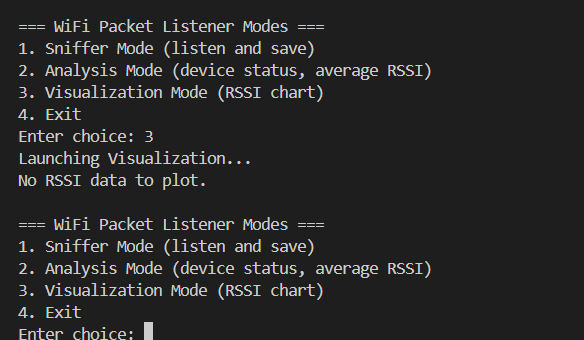 === WiFi Packet Listener Modes ===
1. Sniffer Mode (listen and save)
2. Analysis Mode (device status, average RSSI)
3. Visualization Mode (RSSI chart)
4. Exit
Enter choice: 3
Launching Visualization...
No RSSI data to plot.

=== WiFi Packet Listener Modes ===
1. Sniffer Mode (listen and save)
2. Analysis Mode (device status, average RSSI)
3. Visualization Mode (RSSI chart)
4. Exit
Enter choice: